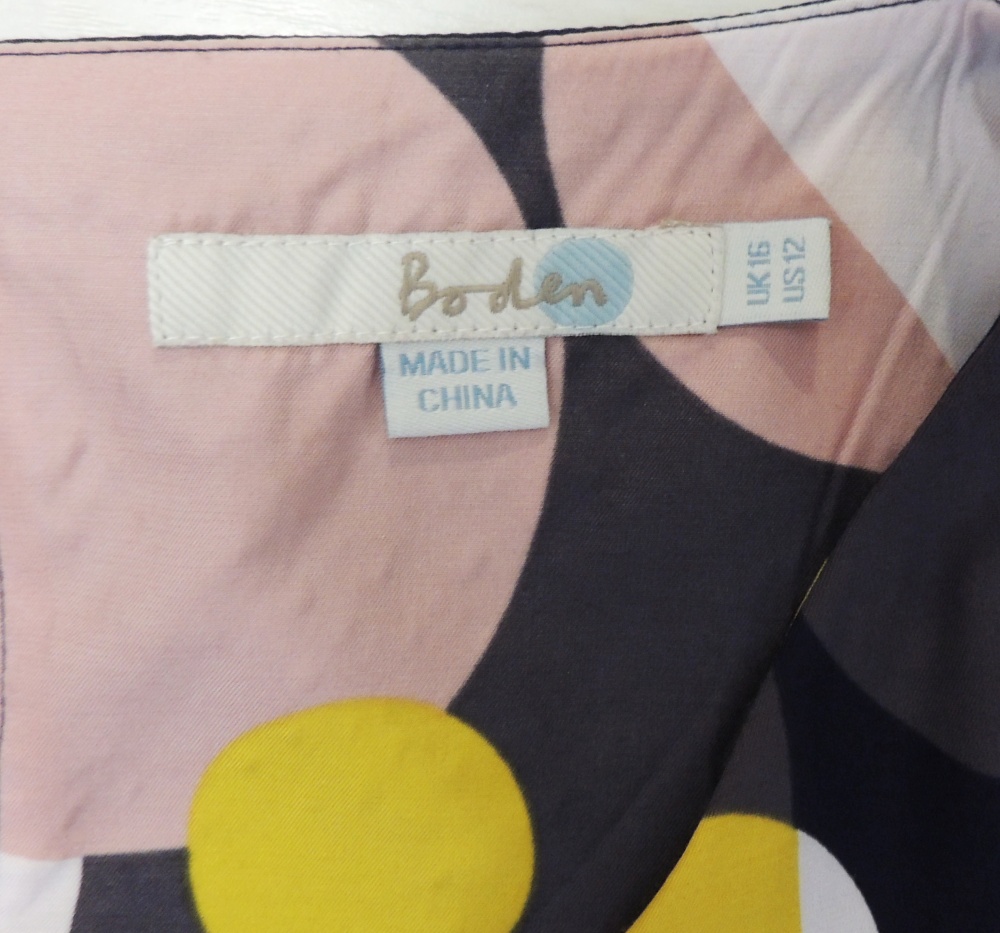 Boden
UK16
US12
MADE IN
CHINA